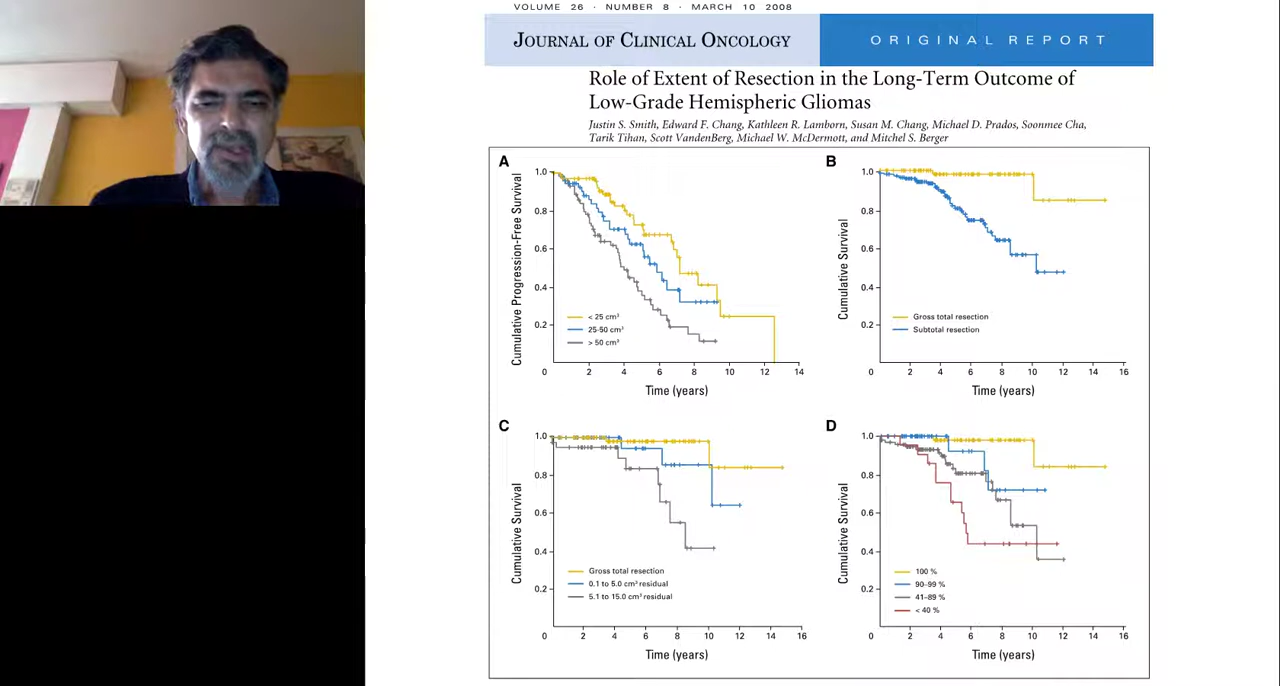 VOLUME 26 · NUMBER 8 · MARCH 10 2008
JOURNAL OF CLINICAL ONCOLOGY
ORIGINAL REPORT
Role of Extent of Resection in the Long-Term Outcome of
Low-Grade Hemispheric Gliomas
Justin S. Smith, Edward F. Chang, Kathleen R. Lamborn, Susan M. Chang, Michael D. Prados, Soonmee Cha,
Tarik Tihan, Scott VandenBerg, Michael W. McDermott, and Mitchel S. Berger
A
Cumulative Progression-Free Survival
1.0
0.8
0.6
0.4
0.2
< 25 cm³
25-50 cm³
> 50 cm³
0 2 4 6 8 10 12 14
Time (years)
B
Cumulative Survival
1.0
0.8
0.6
0.4
0.2
Gross total resection
Subtotal resection
0 2 4 6 8 10 12 14 16
Time (years)
C
Cumulative Survival
1.0
0.8
0.6
0.4
0.2
Gross total resection
0.1 to 5.0 cm³ residual
5.1 to 15.0 cm³ residual
0 2 4 6 8 10 12 14 16
Time (years)
D
Cumulative Survival
1.0
0.8
0.6
0.4
0.2
100 %
90–99 %
41–89 %
< 40 %
0 2 4 6 8 10 12 14 16
Time (years)